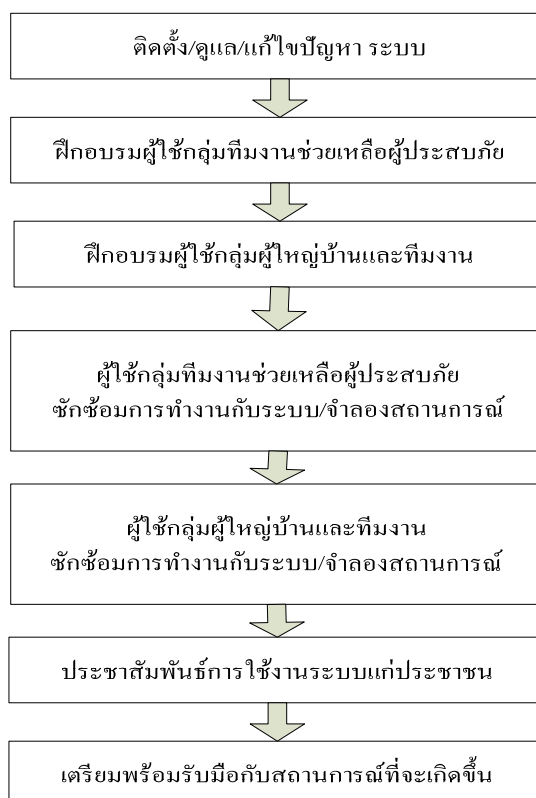 ติดตั้ง/ดูแล/แก้ไขปัญหา ระบบ
ฝึกอบรมผู้ใช้กลุ่มทีมงานช่วยเหลือผู้ประสบภัย
ฝึกอบรมผู้ใช้กลุ่มผู้ใหญ่บ้านและทีมงาน
ผู้ใช้กลุ่มทีมงานช่วยเหลือผู้ประสบภัย
ซักซ้อมการทำงานกับระบบ/จำลองสถานการณ์
ผู้ใช้กลุ่มผู้ใหญ่บ้านและทีมงาน
ซักซ้อมการทำงานกับระบบ/จำลองสถานการณ์
ประชาสัมพันธ์การใช้งานระบบแก่ประชาชน
เตรียมพร้อมรับมือกับสถานการณ์ที่จะเกิดขึ้น